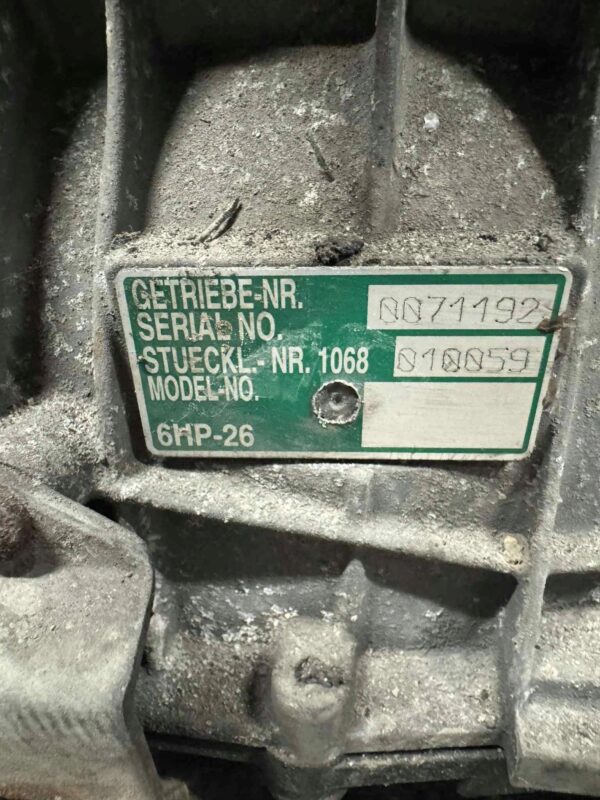 GETRIEBE-NR. 0071192
SERIAL NO.
STUECKL.- NR. 1068 010059
MODEL-NO.
6HP-26